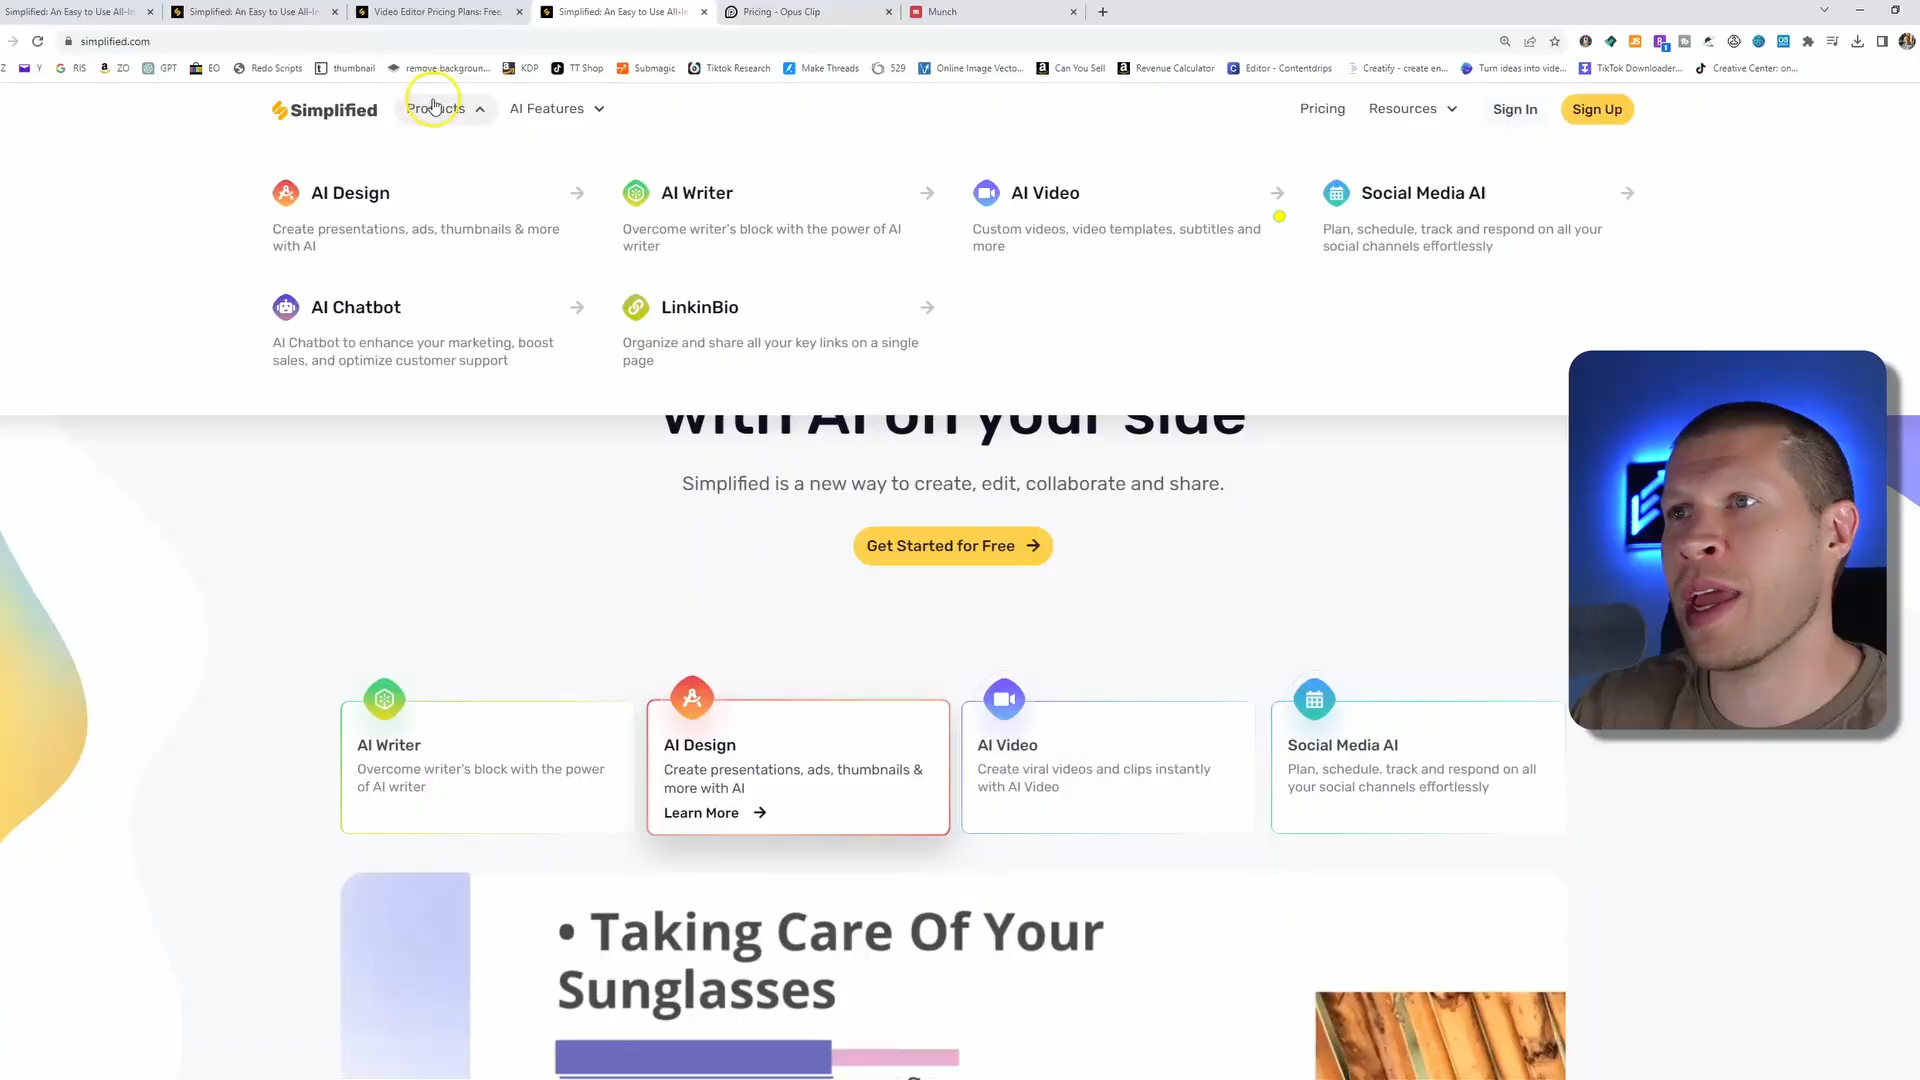 Simplified: An Easy to Use All-In
Simplified: An Easy to Use All-In
Video Editor Pricing Plans: Free,
Simplified: An Easy to Use All-In
Pricing - Opus Clip
Munch
simplified.com
Z
Y
RIS
ZO
GPT
EO
Redo Scripts
thumbnail
remove backgroun...
KDP
TT Shop
Submagic
Tiktok Research
Make Threads
529
Online Image Vecto...
Can You Sell
Revenue Calculator
Editor - Contentdrips
Creatify - create en...
Turn ideas into vide...
TikTok Downloader...
Creative Center: on...
Simplified
Products
AI Features
Pricing
Resources
Sign In
Sign Up
AI Design
Create presentations, ads, thumbnails & more
with AI
AI Writer
Overcome writer's block with the power of AI
writer
AI Video
Custom videos, video templates, subtitles and
more
Social Media AI
Plan, schedule, track and respond on all your
social channels effortlessly
AI Chatbot
AI Chatbot to enhance your marketing, boost
sales, and optimize customer support
LinkinBio
Organize and share all your key links on a single
page
with AI on your side
Simplified is a new way to create, edit, collaborate and share.
Get Started for Free
AI Writer
Overcome writer's block with the power
of AI writer
AI Design
Create presentations, ads, thumbnails &
more with AI
Learn More
AI Video
Create viral videos and clips instantly
with AI Video
Social Media AI
Plan, schedule, track and respond on all
your social channels effortlessly
• Taking Care Of Your
Sunglasses